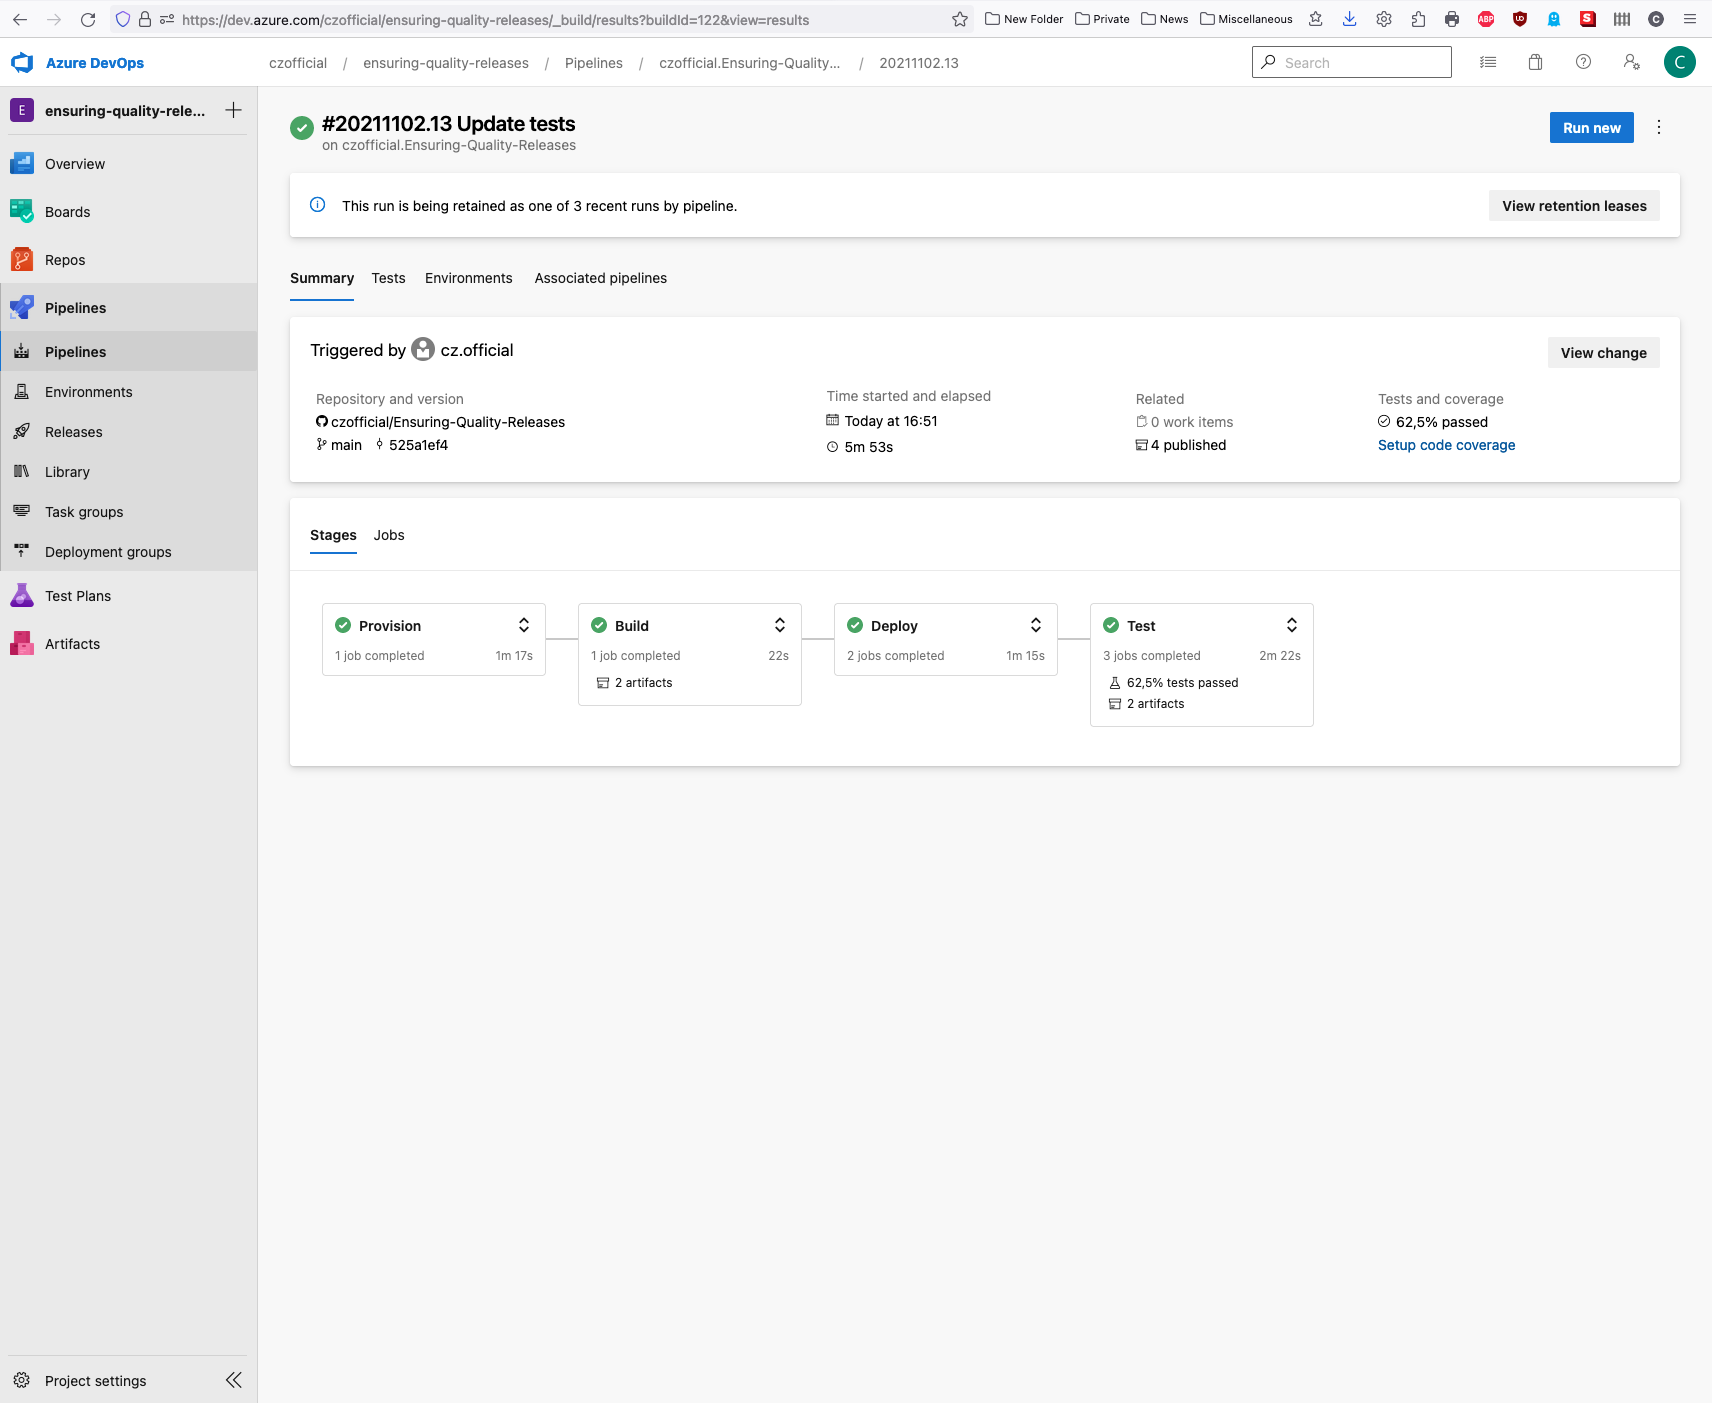 https://dev.azure.com/czofficial/ensuring-quality-releases/_build/results?buildId=122&view=results
New Folder
Private
News
Miscellaneous
ABP
UD
S
C
Azure DevOps
czofficial / ensuring-quality-releases / Pipelines / czofficial.Ensuring-Quality... / 20211102.13
Search
C
E ensuring-quality-rele...
Overview
Boards
Repos
Pipelines
Pipelines
Environments
Releases
Library
Task groups
Deployment groups
Test Plans
Artifacts
Project settings
#20211102.13 Update tests
on czofficial.Ensuring-Quality-Releases
Run new
This run is being retained as one of 3 recent runs by pipeline.
View retention leases
Summary Tests Environments Associated pipelines
Triggered by cz.official
View change
Repository and version
czofficial/Ensuring-Quality-Releases
main 525a1ef4
Time started and elapsed
Today at 16:51
5m 53s
Related
0 work items
4 published
Tests and coverage
62,5% passed
Setup code coverage
Stages Jobs
Provision
1 job completed 1m 17s
Build
1 job completed 22s
2 artifacts
Deploy
2 jobs completed 1m 15s
Test
3 jobs completed 2m 22s
62,5% tests passed
2 artifacts